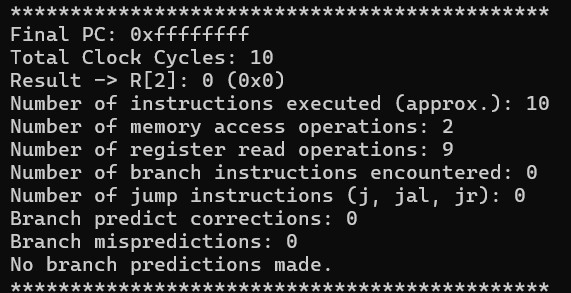 *********************************************
Final PC: 0xffffffff
Total Clock Cycles: 10
Result -> R[2]: 0 (0x0)
Number of instructions executed (approx.): 10
Number of memory access operations: 2
Number of register read operations: 9
Number of branch instructions encountered: 0
Number of jump instructions (j, jal, jr): 0
Branch predict corrections: 0
Branch mispredictions: 0
No branch predictions made.
*********************************************